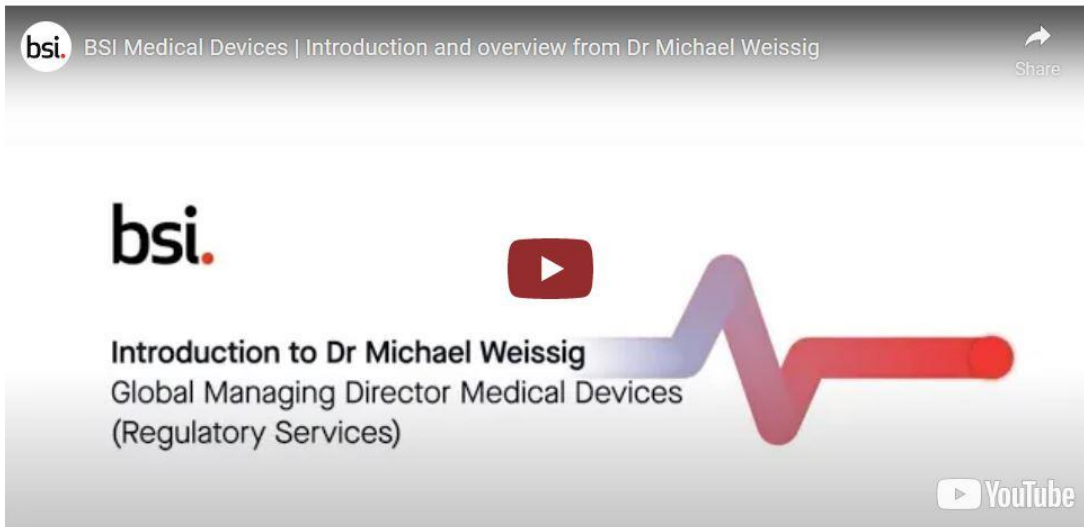 bsi. BSI Medical Devices | Introduction and overview from Dr Michael Weissig
Share
bsi.
Introduction to Dr Michael Weissig
Global Managing Director Medical Devices
(Regulatory Services)
YouTube